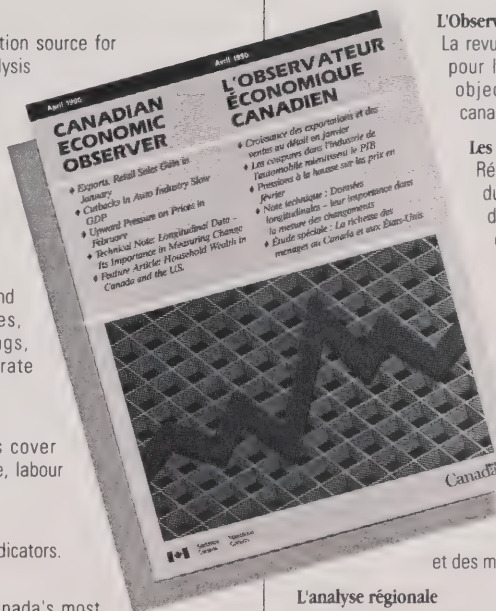 tion source for
lysis
nd
es,
ngs,
rate
s cover
e, labour
dicators.
nada's most
April 1990
CANADIAN
ECONOMIC
OBSERVER
♦ Exports, Retail Sales Gain in
January
♦ Cutbacks in Auto Industry Slow
GDP
♦ Upward Pressure on Prices in
February
♦ Technical Note: Longitudinal Data -
Its Importance in Measuring Change
♦ Feature Article: Household Wealth in
Canada and the U.S.
Avril 1990
L'OBSERVATEUR
ÉCONOMIQUE
CANADIEN
♦ Croissance des exportations et des
ventes au détail en janvier
♦ Les coupures dans l'industrie de
l'automobile ralentissent le PIB
♦ Pressions à la hausse sur les prix en
février
♦ Note technique : Données
longitudinales – leur importance dans
la mesure des changements
♦ Étude spéciale : La richesse des
ménages au Canada et aux États-Unis
Statistics
Canada
Statistique
Canada
Canada
L'Observ
La revu
pour l
objec
cana
Les
Ré
du
d
et des m
L'analyse régionale